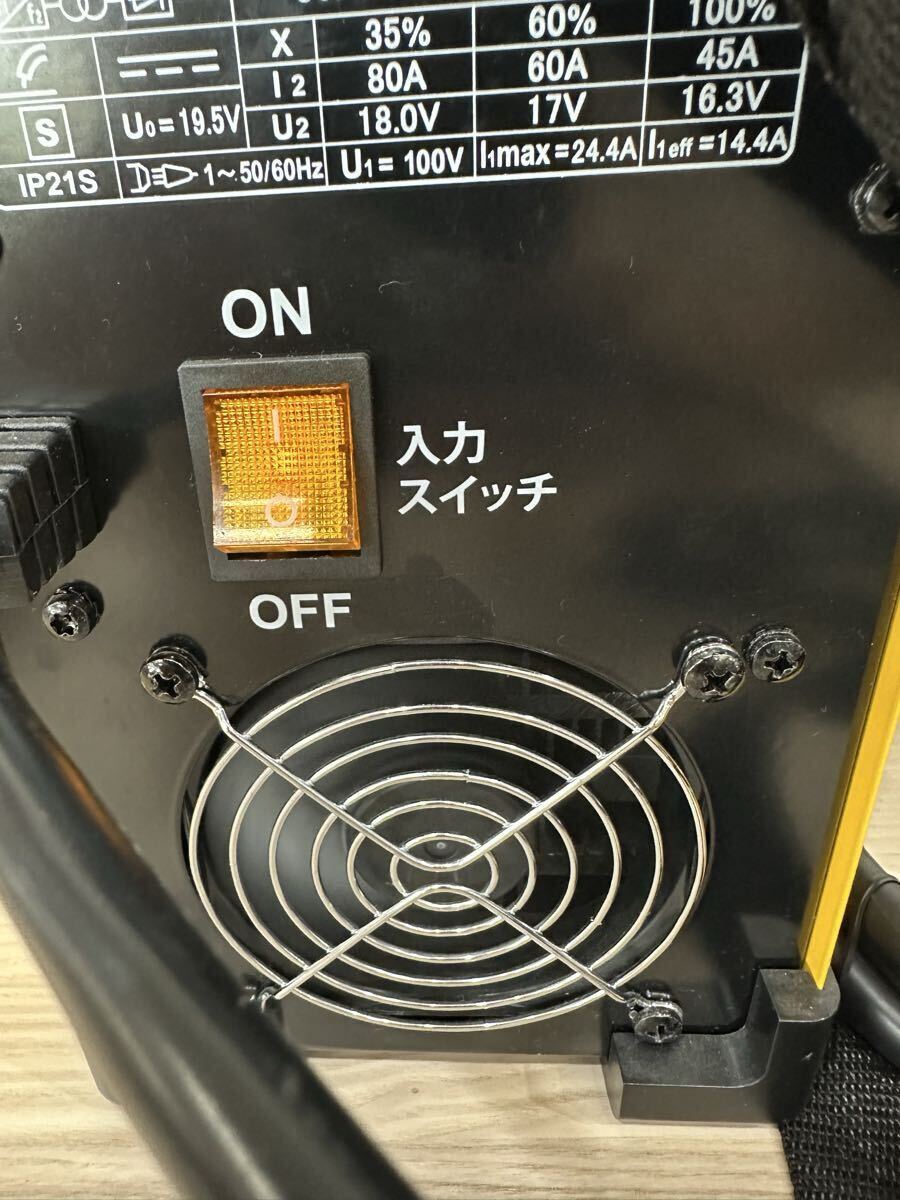 f2
X 35% 60% 100%
I2 80A 60A 45A
S U0=19.5V U2 18.0V 17V 16.3V
IP21S 1~50/60Hz U1=100V I1max=24.4A I1eff=14.4A
ON
入力
スイッチ
OFF